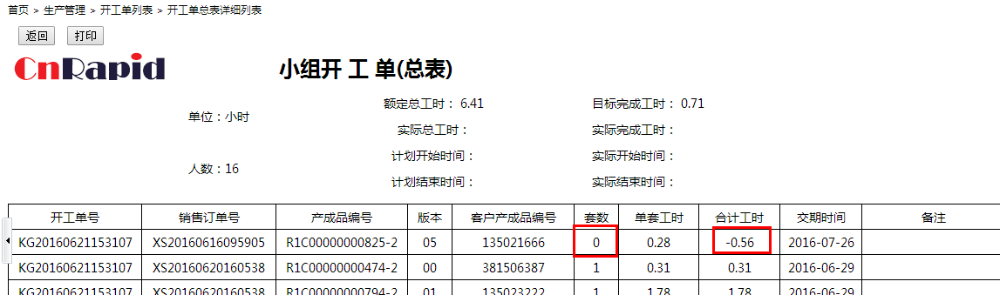 首页 > 生产管理 > 开工单列表 > 开工单总表详细列表
返回 打印
CnRapid 小组开 工 单(总表)
额定总工时： 6.41 目标完成工时： 0.71
单位：小时
实际总工时： 实际完成工时：
计划开始时间： 实际开始时间：
人数：16
计划结束时间： 实际结束时间：
开工单号 销售订单号 产成品编号 版本 客户产成品编号 套数 单套工时 合计工时 交期时间 备注
KG20160621153107 XS20160616095905 R1C00000000825-2 05 135021666 0 0.28 -0.56 2016-07-26
KG20160621153107 XS20160620160538 R1C00000000474-2 00 381506387 1 0.31 0.31 2016-06-29
KG20160621153107 XS20160620160538 R1C00000000794-2 01 135023222 1 1.78 1.78 2016-06-29